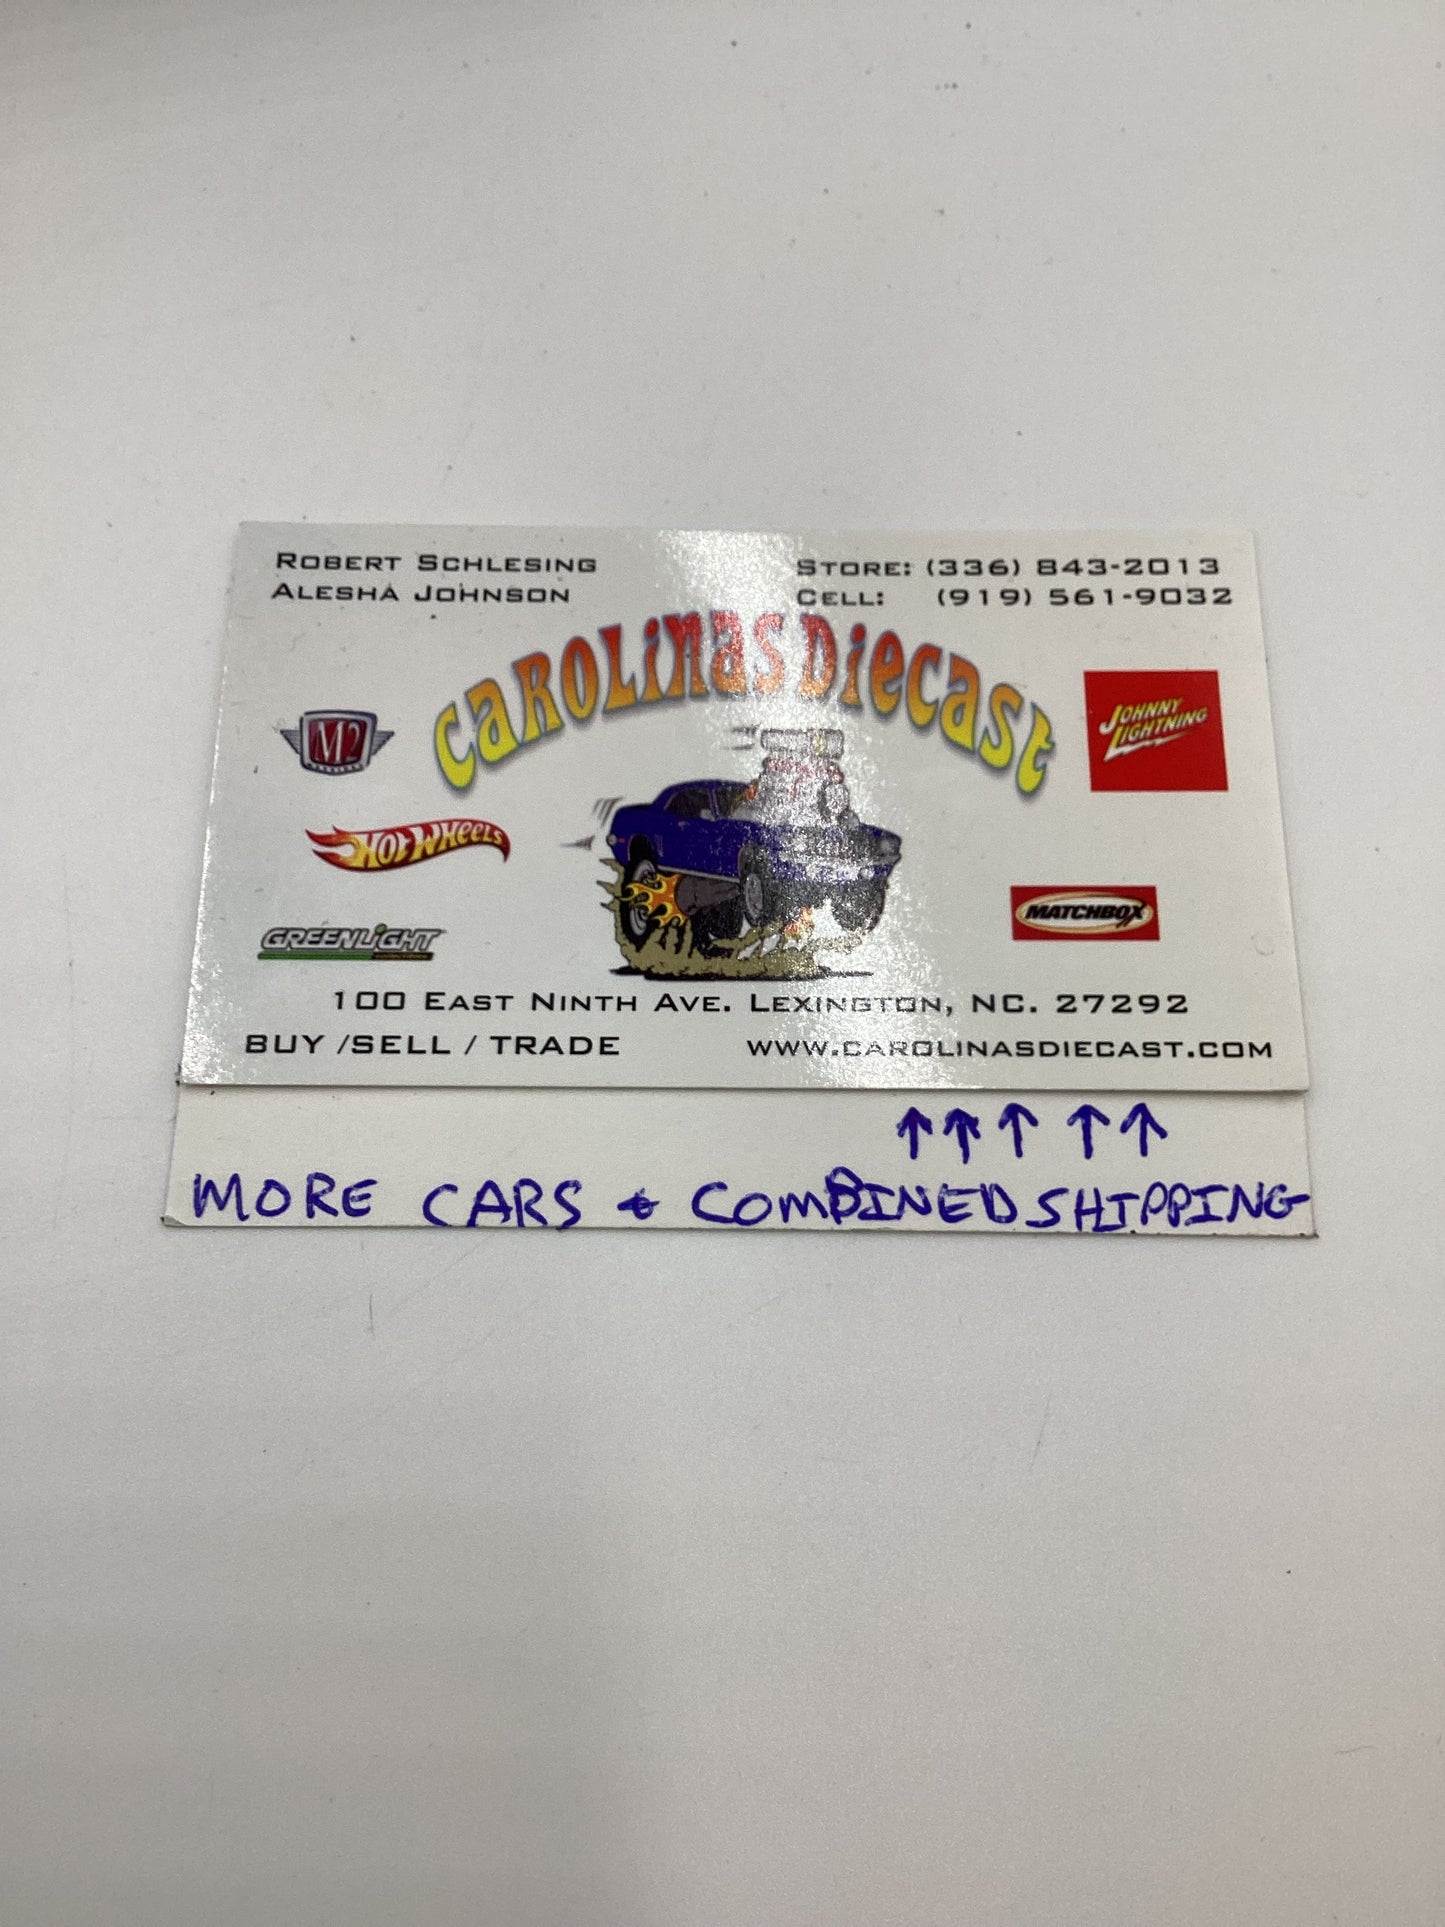 ROBERT SCHLESING
ALESHA JOHNSON
STORE: (336) 843-2013
CELL: (919) 561-9032
CAROLINAS DIECAST
M2
JOHNNY
LIGHTNING
HOT WHEELS
MATCHBOX
GREENLIGHT
100 EAST NINTH AVE. LEXINGTON, NC. 27292
BUY /SELL / TRADE
WWW.CAROLINASDIECAST.COM
↑↑↑↑↑
MORE CARS & COMBINED SHIPPING